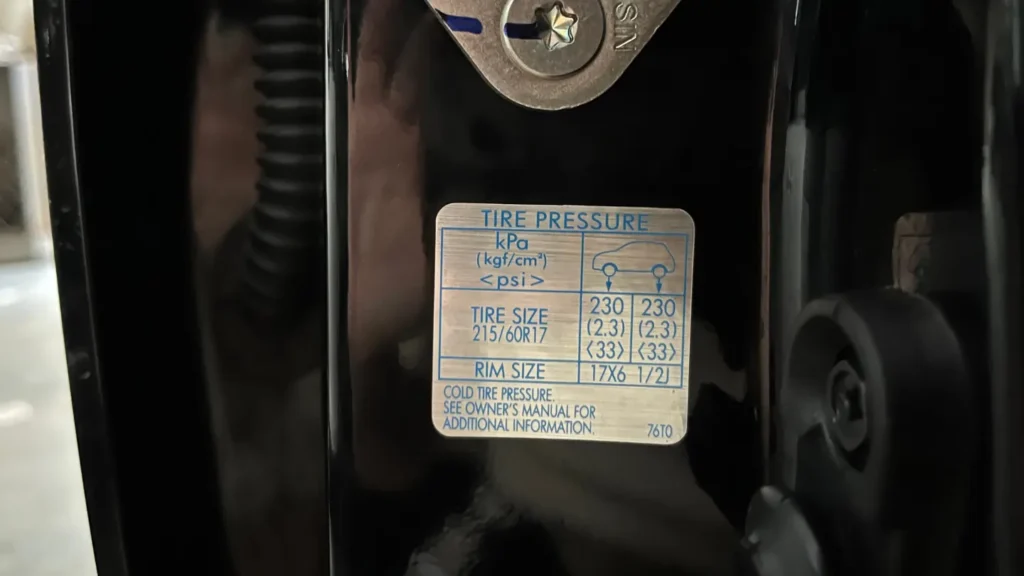 NSN
TIRE PRESSURE
kPa
(kgf/cm²)
<psi>
TIRE SIZE
215/60R17
230 230
(2.3) (2.3)
⟨33⟩ ⟨33⟩
RIM SIZE 17X6 1/2J
COLD TIRE PRESSURE.
SEE OWNER'S MANUAL FOR
ADDITIONAL INFORMATION. 76T0